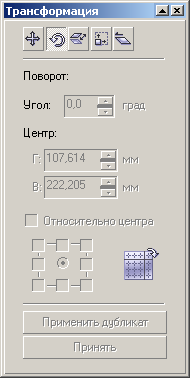 Трансформация
Поворот:
Угол: 0,0 град
Центр:
Г: 107,614 мм
В: 222,205 мм
Относительно центра
Применить дубликат
Принять